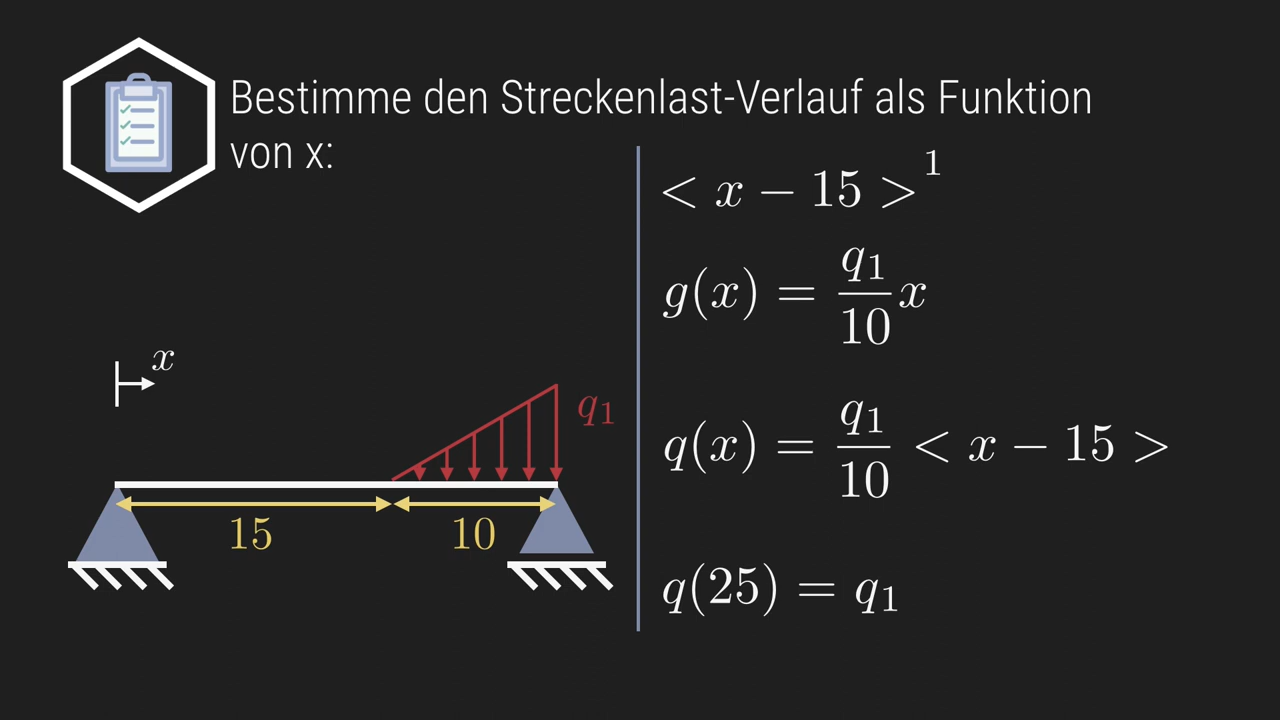 Bestimme den Streckenlast-Verlauf als Funktion
von x:
< x − 15 >¹
g(x) = q₁/10 x
q(x) = q₁/10 < x − 15 >
q(25) = q₁
x
q₁
15
10